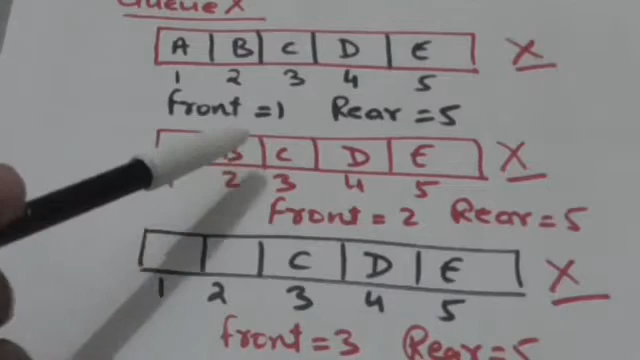 Queue X
A B C D E X
1 2 3 4 5
Front = 1 Rear = 5
B C D E X
2 3 4 5
Front = 2 Rear = 5
C D E X
1 2 3 4 5
Front = 3 Rear = 5